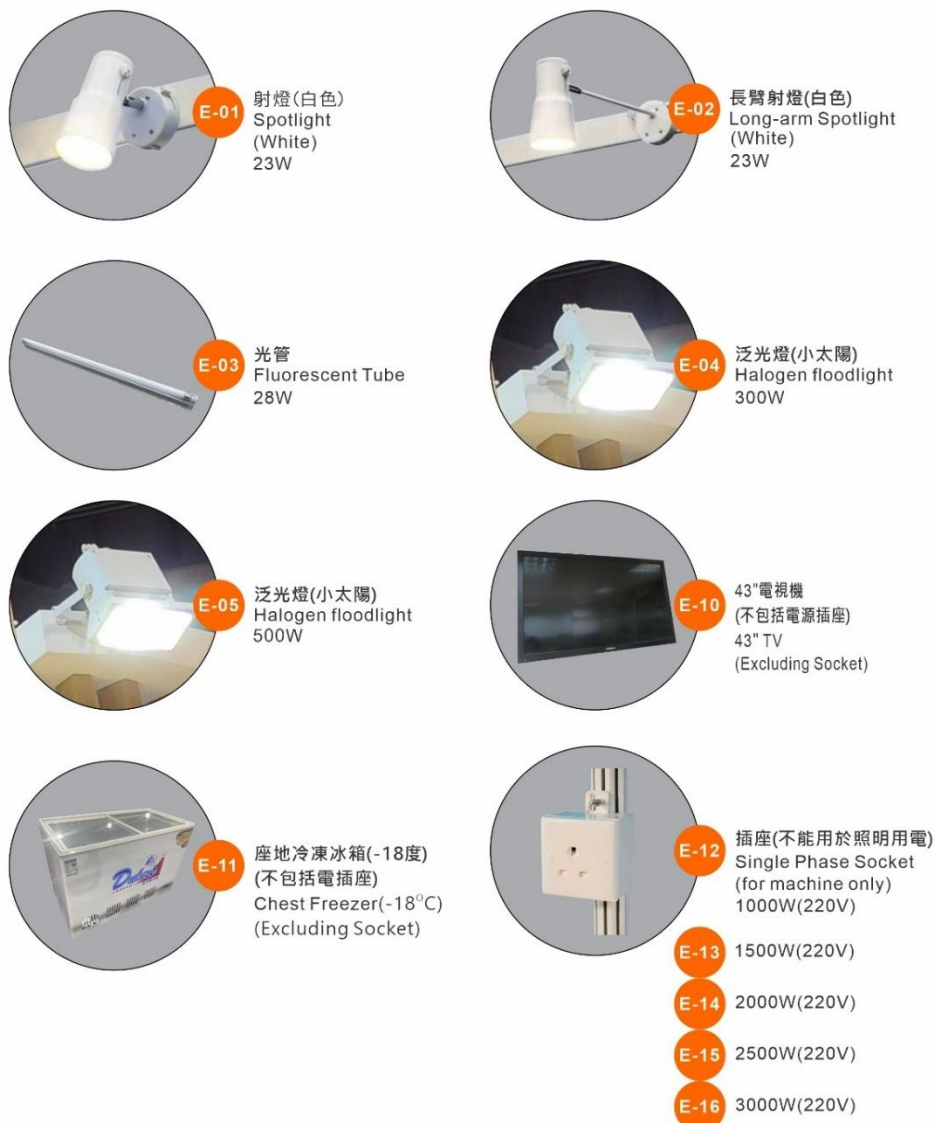 E-01
射燈(白色)
Spotlight
(White)
23W
E-02
長臂射燈(白色)
Long-arm Spotlight
(White)
23W
E-03
光管
Fluorescent Tube
28W
E-04
泛光燈(小太陽)
Halogen floodlight
300W
E-05
泛光燈(小太陽)
Halogen floodlight
500W
E-10
43"電視機
(不包括電源插座)
43" TV
(Excluding Socket)
E-11
座地冷凍冰箱(-18度)
(不包括電插座)
Chest Freezer(-18°C)
(Excluding Socket)
E-12
插座(不能用於照明用電)
Single Phase Socket
(for machine only)
1000W(220V)
E-13 1500W(220V)
E-14 2000W(220V)
E-15 2500W(220V)
E-16 3000W(220V)